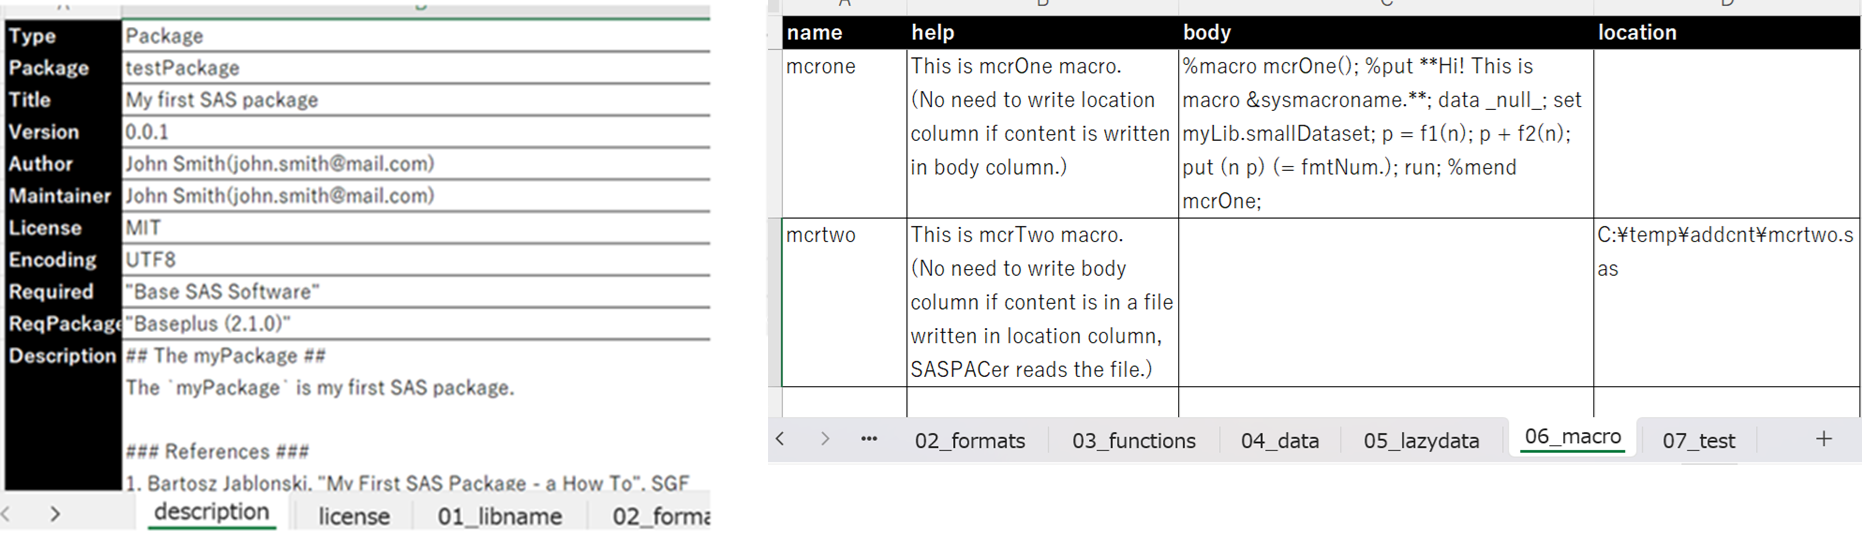 Type Package
Package testPackage
Title My first SAS package
Version 0.0.1
Author John Smith(john.smith@mail.com)
Maintainer John Smith(john.smith@mail.com)
License MIT
Encoding UTF8
Required "Base SAS Software"
ReqPackage "Baseplus (2.1.0)"
Description ## The myPackage ##
The `myPackage` is my first SAS package.
### References ###
1. Bartosz Jablonski. "My First SAS Package - a How To". SGF
description license 01_libname 02_forma
A B C D
name help body location
mcrone
This is mcrOne macro.
(No need to write location
column if content is written
in body column.)
%macro mcrOne(); %put **Hi! This is
macro &sysmacroname.**; data _null_; set
myLib.smallDataset; p = f1(n); p + f2(n);
put (n p) (= fmtNum.); run; %mend
mcrOne;
mcrtwo
This is mcrTwo macro.
(No need to write body
column if content is in a file
written in location column,
SASPACer reads the file.)
C:¥temp¥addcnt¥mcrtwo.s
as
02_formats 03_functions 04_data 05_lazydata 06_macro 07_test